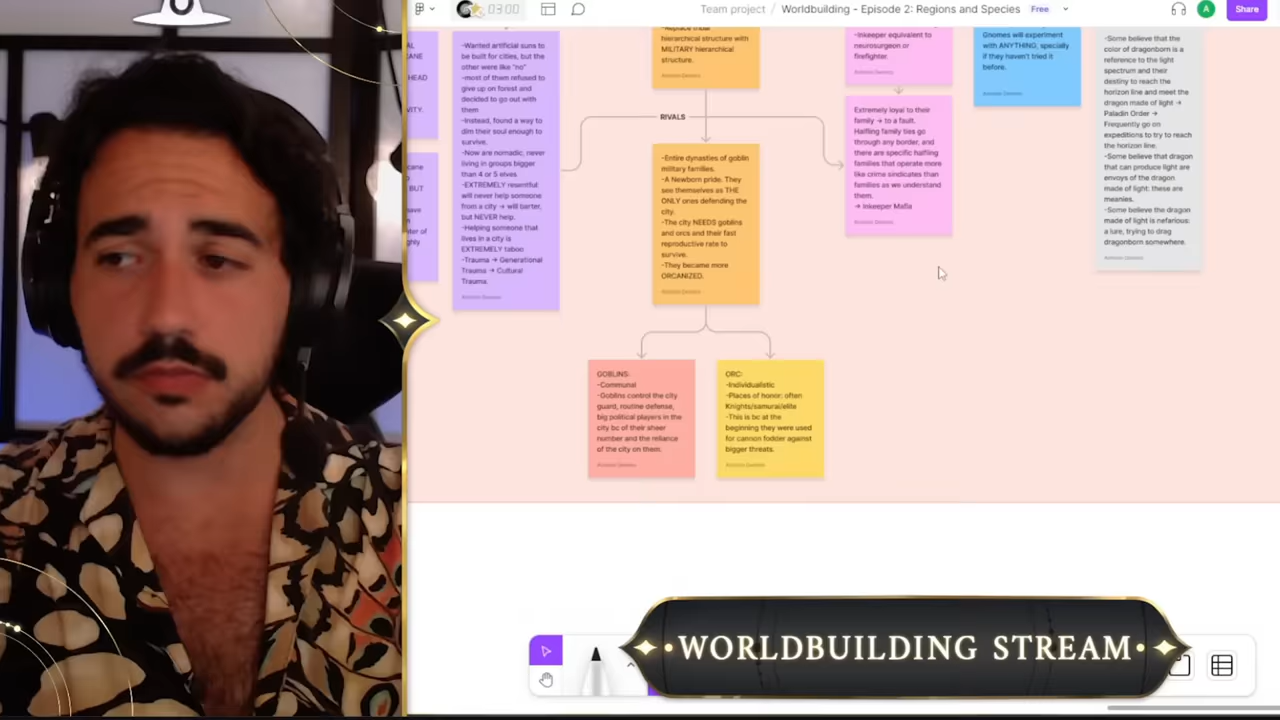 03:00
Team project / Worldbuilding - Episode 2: Regions and Species
Free
A
Share
AL
CANE
HEAD
VITY.
cane
BUT
ave
der of
ghly
-Wanted artificial suns to
be built for cities, but the
other were like "no"
-most of them refused to
give up on forest and
decided to go out with
them
-Instead, found a way to
dim their soul enough to
survive.
-Now are nomadic, never
living in groups bigger
than 4 or 5 elves.
-EXTREMELY resentful
will never help someone
from a city → will barter,
but NEVER help.
-Helping someone that
lives in a city is
EXTREMELY taboo
-Trauma → Generational
Trauma → Cultural
Trauma.
-Replace tribal
hierarchical structure with
MILITARY hierarchical
structure.
RIVALS
-Entire dynasties of goblin
military families.
-A Newborn pride. They
see themselves as THE
ONLY ones defending the
city.
-The city NEEDS goblins
and orcs and their fast
reproductive rate to
survive.
-They became more
ORGANIZED.
GOBLINS:
-Communal
-Goblins control the city
guard, routine defense,
big political players in the
city bc of their sheer
number and the reliance
of the city on them.
ORC:
-Individualistic
-Places of honor: often
Knights/samurai/elite
-This is bc at the
beginning they were used
for cannon fodder against
bigger threats.
-Inkeeper equivalent to
neurosurgeon or
firefighter.
Extremely loyal to their
family → to a fault.
Halfling family ties go
through any border, and
there are specific halfling
families that operate more
like crime sindicates than
families as we understand
them.
→ Inkeeper Mafia
Gnomes will experiment
with ANYTHING, specially
if they haven't tried it
before.
-Some believe that the
color of dragonborn is a
reference to the light
spectrum and their
destiny to reach the
horizon line and meet the
dragon made of light →
Paladin Order →
Frequently go on
expeditions to try to reach
the horizon line.
-Some believe that dragon
that can produce light are
envoys of the dragon
made of light; these are
meanies.
-Some believe the dragon
made of light is nefarious:
a lure, trying to drag
dragonborn somewhere.
WORLDBUILDING STREAM